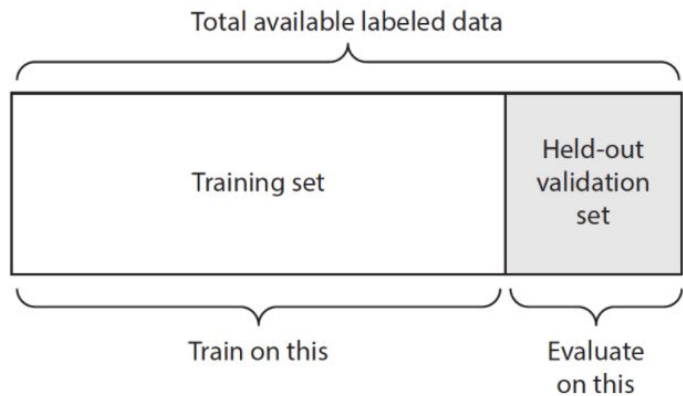 Total available labeled data
Training set
Held-out
validation
set
Train on this
Evaluate
on this